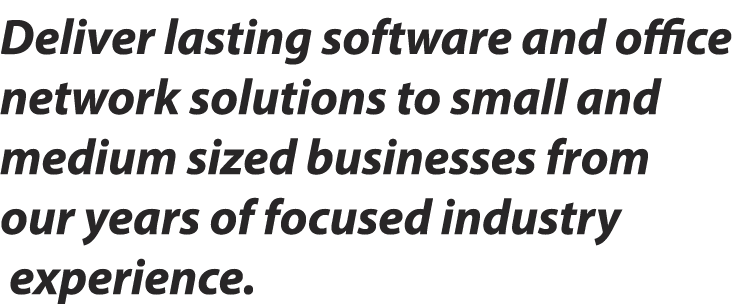 Deliver lasting software and office
network solutions to small and
medium sized businesses from
our years of focused industry
experience.